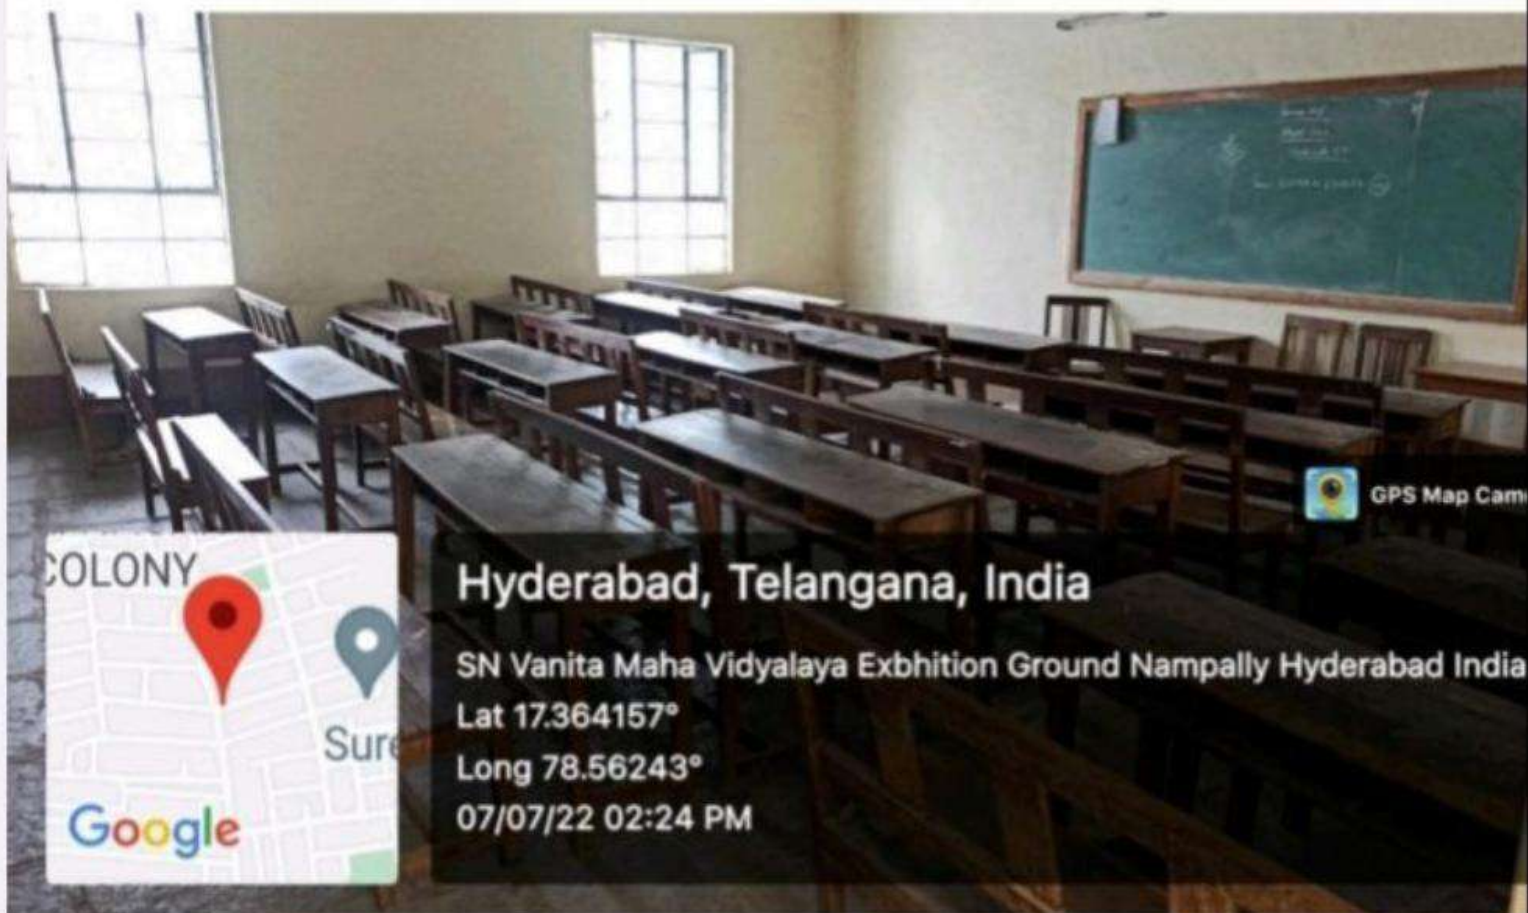 GPS Map Cam
COLONY
Sure
Google
Hyderabad, Telangana, India
SN Vanita Maha Vidyalaya Exbhition Ground Nampally Hyderabad India
Lat 17.364157°
Long 78.56243°
07/07/22 02:24 PM